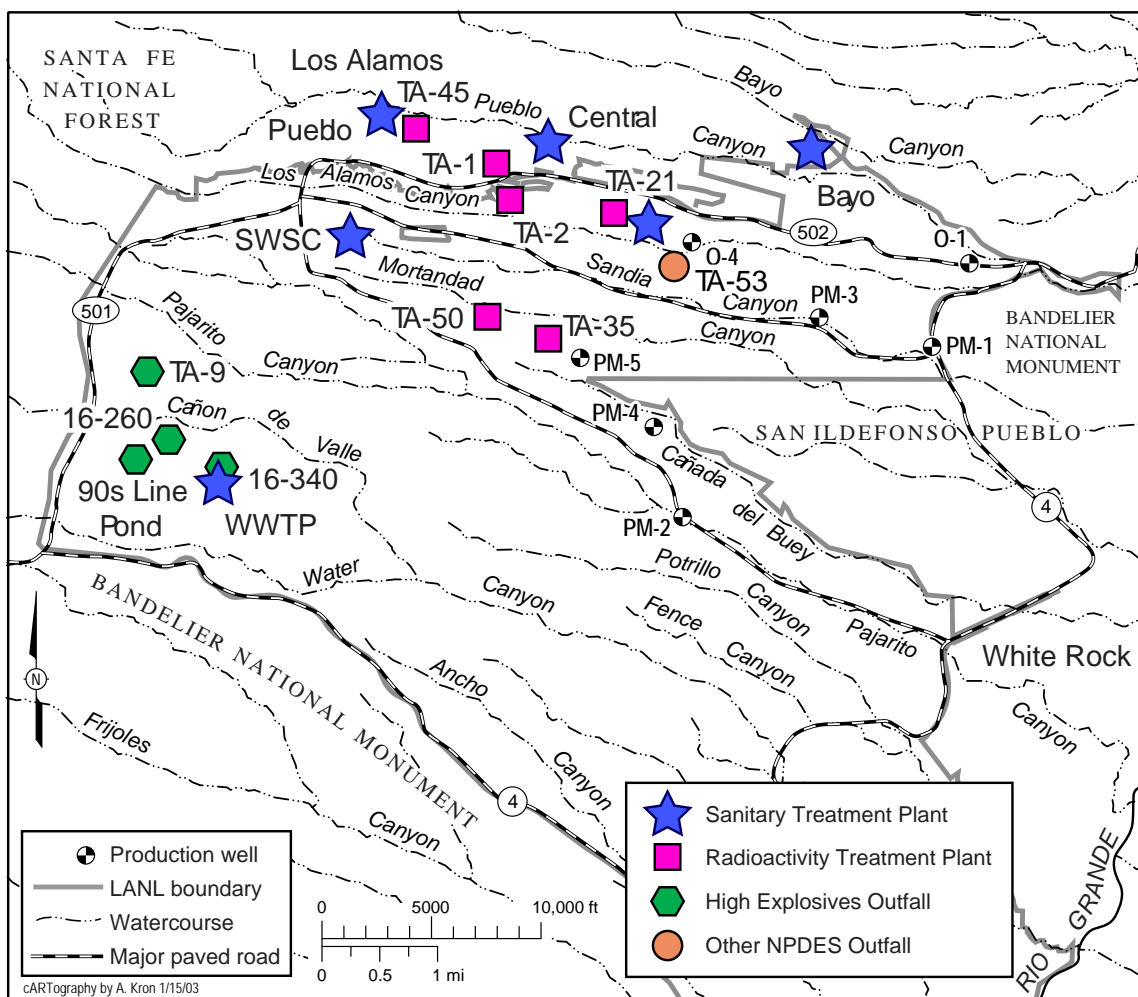 SANTA FE
NATIONAL
FOREST
Los Alamos
TA-45
Pueblo
Pueblo
Central
Bayo
Canyon
Canyon
Bayo
TA-1
Los Alamos
Canyon
TA-21
TA-2
502
O-1
O-4
SWSC
TA-53
Sandia
Canyon
Mortandad
Canyon
PM-3
PM-1
BANDELIER
NATIONAL
MONUMENT
501
Pajarito
Canyon
TA-50
TA-35
PM-5
TA-9
16-260
Cañon de Valle
PM-4
SAN ILDEFONSO PUEBLO
Cañada
del Buey
90s Line
Pond
16-340
WWTP
PM-2
4
Water
Canyon
Potrillo
Canyon
Fence
Canyon
Pajarito
White Rock
Canyon
BANDELIER NATIONAL MONUMENT
Ancho
Canyon
N
Frijoles
Canyon
4
RIO GRANDE
Production well
LANL boundary
Watercourse
Major paved road
cARTography by A. Kron 1/15/03
0 5000 10,000 ft
0 0.5 1 mi
Sanitary Treatment Plant
Radioactivity Treatment Plant
High Explosives Outfall
Other NPDES Outfall